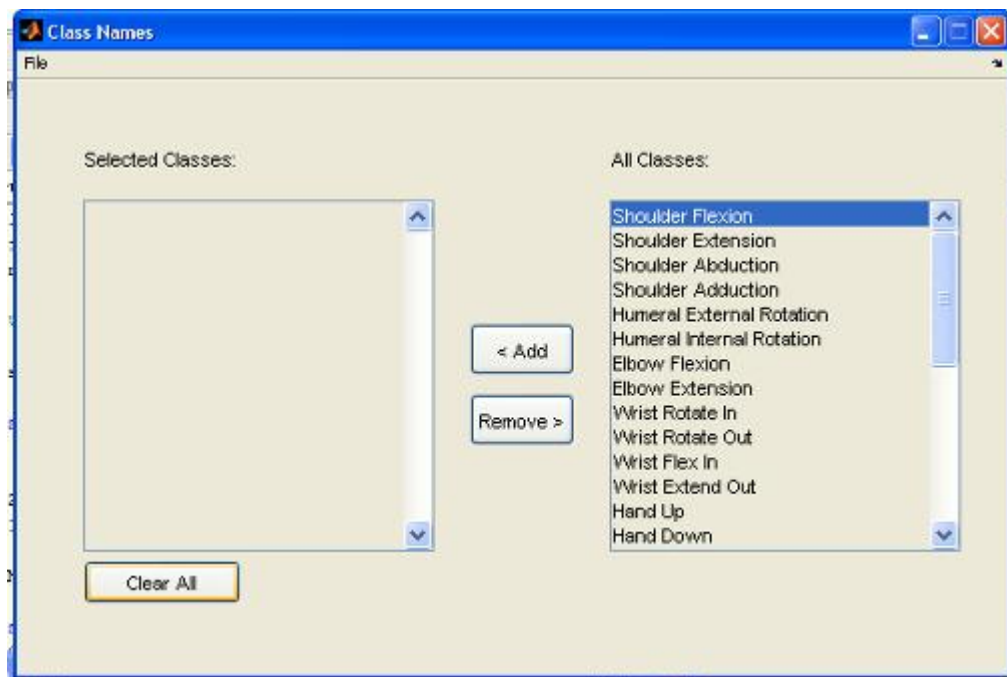 Class Names
File
Selected Classes:
All Classes:
Shoulder Flexion
Shoulder Extension
Shoulder Abduction
Shoulder Adduction
Humeral External Rotation
Humeral Internal Rotation
Elbow Flexion
Elbow Extension
Wrist Rotate In
Wrist Rotate Out
Wrist Flex In
Wrist Extend Out
Hand Up
Hand Down
< Add
Remove >
Clear All